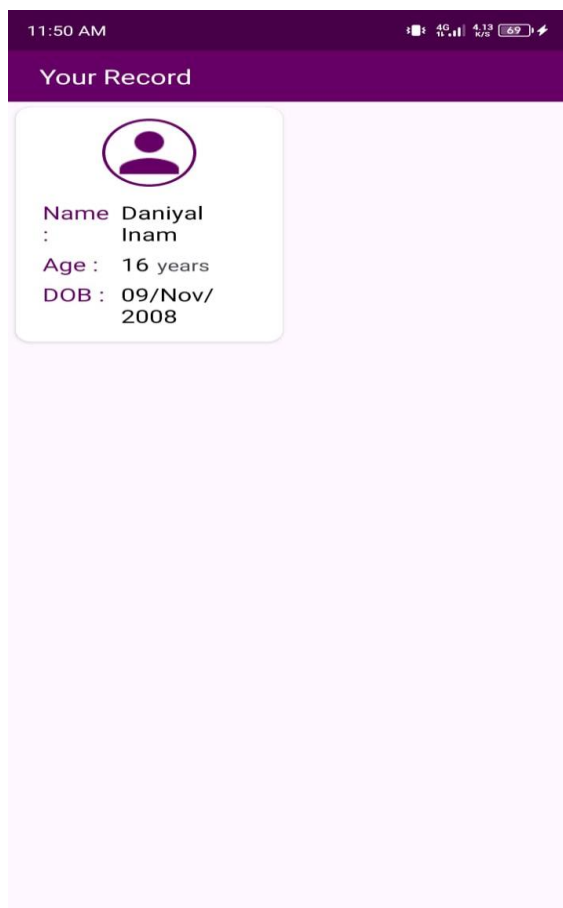 11:50 AM 4G 4.13 K/S 69
Your Record
Name : Daniyal
Inam
Age : 16 years
DOB : 09/Nov/
2008